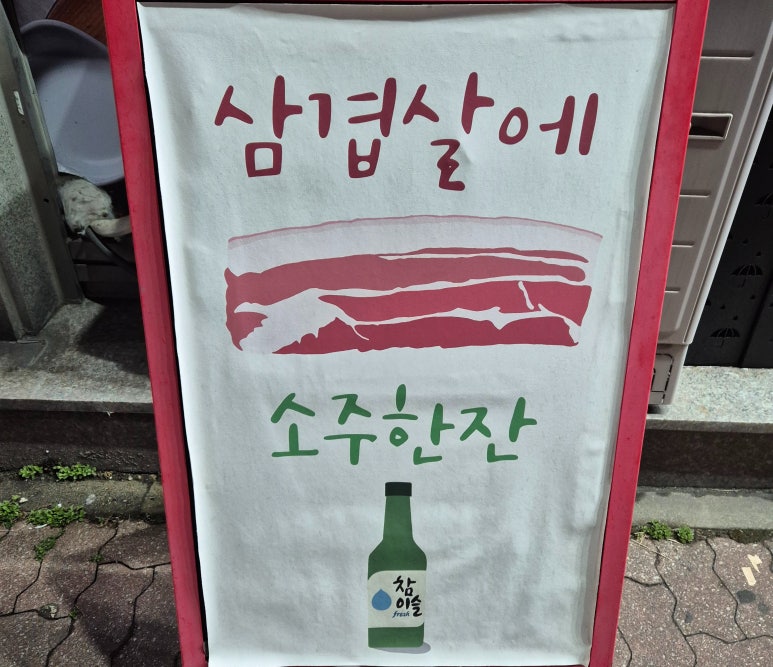 삼겹살에
소주한잔
참
이슬
fresh